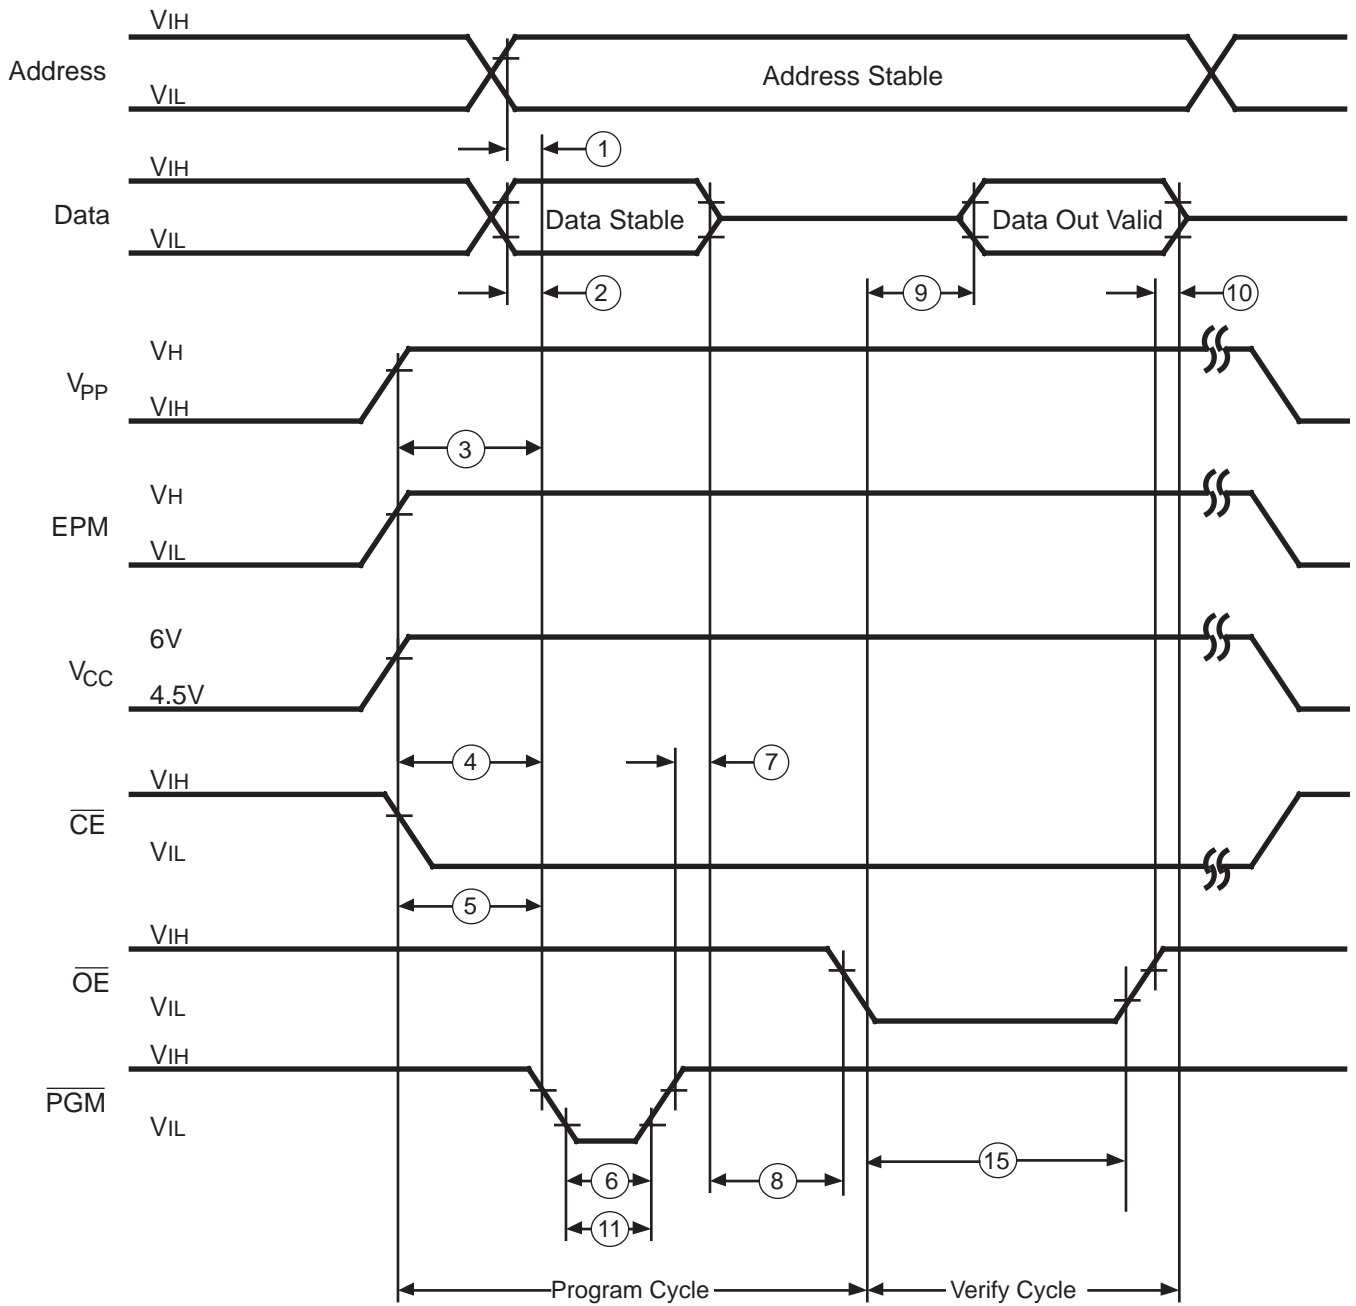 VIH
Address
Address Stable
VIL
1
VIH
Data
Data Stable
Data Out Valid
VIL
2
9
10
VH
VPP
VIH
3
VH
EPM
VIL
6V
VCC
4.5V
4
7
VIH
CE
VIL
5
VIH
OE
VIL
VIH
PGM
VIL
15
6
8
11
Program Cycle
Verify Cycle